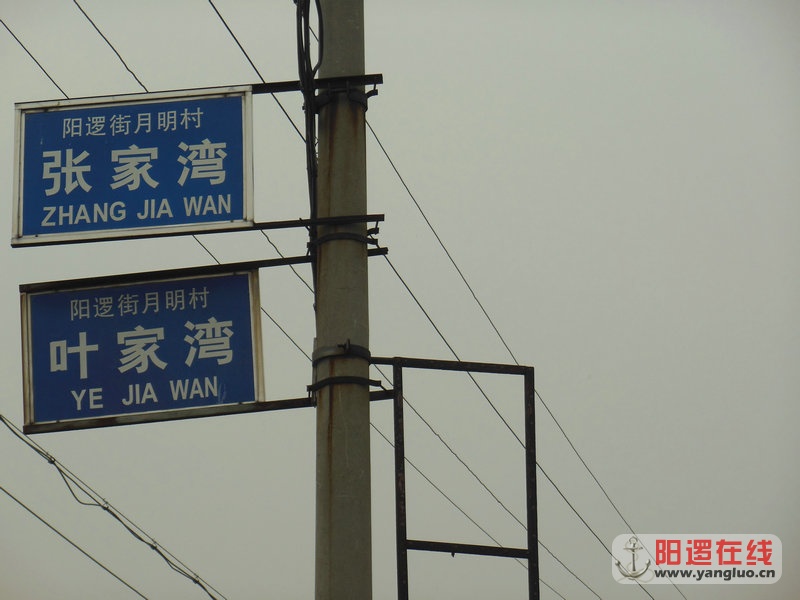 阳逻街月明村
张家湾
ZHANG JIA WAN
阳逻街月明村
叶家湾
YE JIA WAN
阳逻在线
www.yangluo.cn